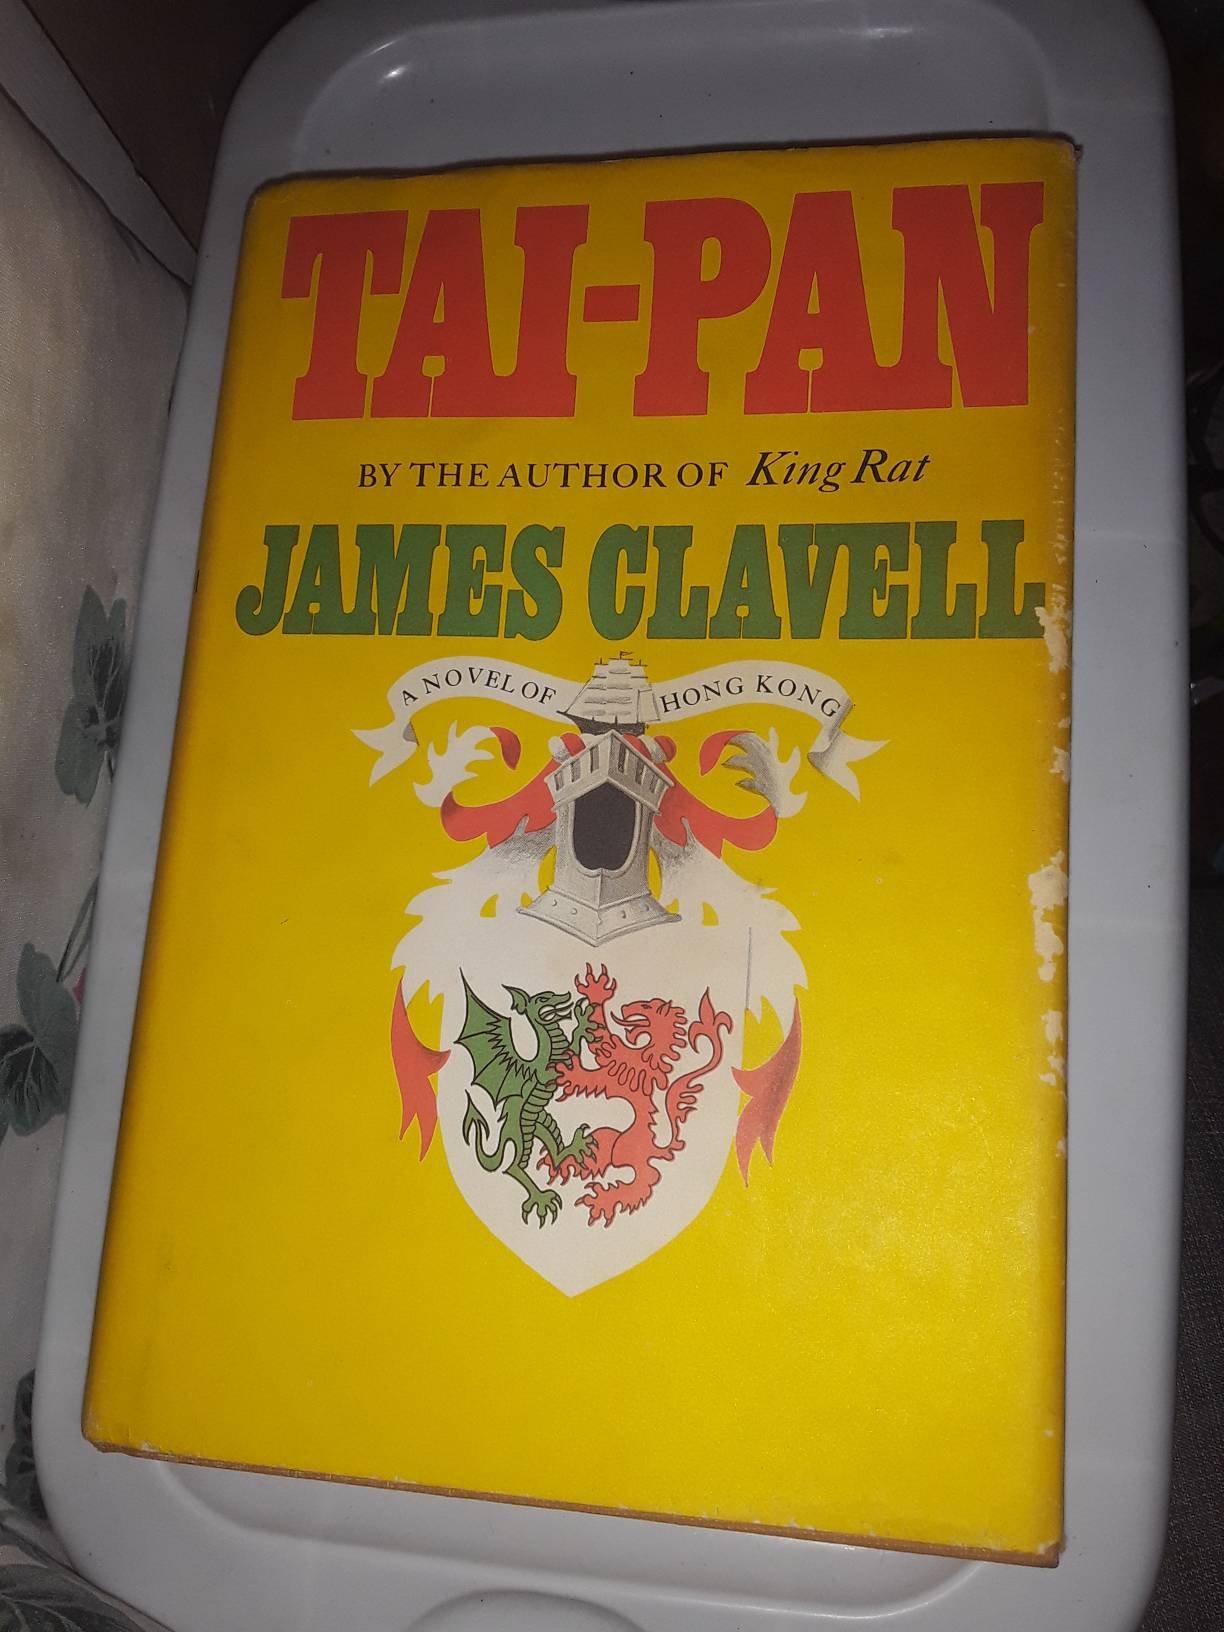 TAI-PAN
BY THE AUTHOR OF King Rat
JAMES CLAVELL
A NOVEL OF HONG KONG